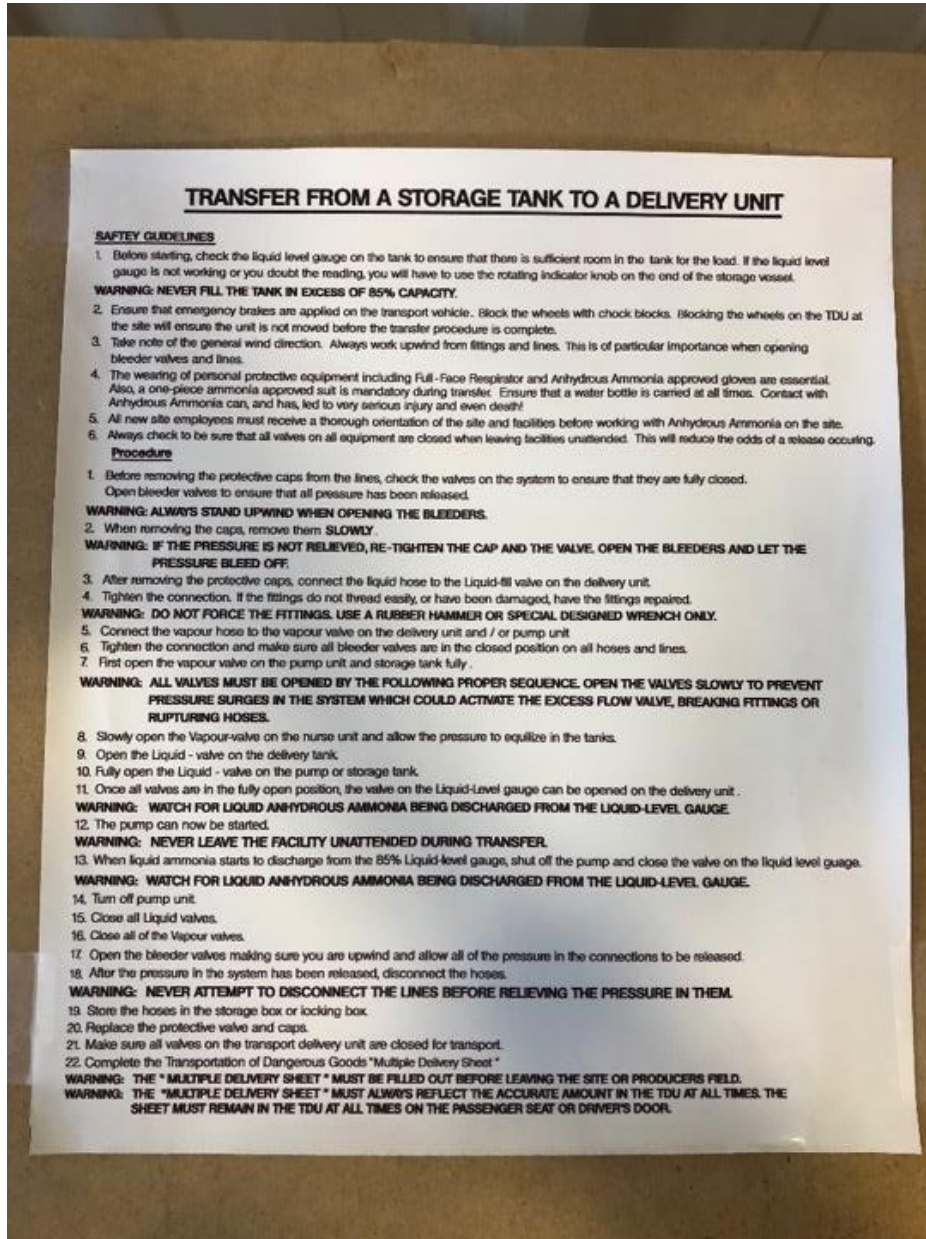 TRANSFER FROM A STORAGE TANK TO A DELIVERY UNIT
SAFTEY GUIDELINES
1. Before starting, check the liquid level gauge on the tank to ensure that there is sufficient room in the tank for the load. If the liquid level
gauge is not working or you doubt the reading, you will have to use the rotating indicator knob on the end of the storage vessel.
WARNING: NEVER FILL THE TANK IN EXCESS OF 85% CAPACITY.
2. Ensure that emergency brakes are applied on the transport vehicle. Block the wheels with chock blocks. Blocking the wheels on the TDU at
the site will ensure the unit is not moved before the transfer procedure is complete.
3. Take note of the general wind direction. Always work upwind from fittings and lines. This is of particular importance when opening
bleeder valves and lines.
4. The wearing of personal protective equipment including Full-Face Respirator and Anhydrous Ammonia approved gloves are essential.
Also, a one-piece ammonia approved suit is mandatory during transfer. Ensure that a water bottle is carried at all times. Contact with
Anhydrous Ammonia can, and has, led to very serious injury and even death!
5. All new site employees must receive a thorough orientation of the site and facilities before working with Anhydrous Ammonia on the site.
6. Always check to be sure that all valves on all equipment are closed when leaving facilities unattended. This will reduce the odds of a release occuring.
Procedure
1. Before removing the protective caps from the lines, check the valves on the system to ensure that they are fully closed.
Open bleeder valves to ensure that all pressure has been released.
WARNING: ALWAYS STAND UPWIND WHEN OPENING THE BLEEDERS.
2. When removing the caps, remove them SLOWLY.
WARNING: IF THE PRESSURE IS NOT RELIEVED, RE-TIGHTEN THE CAP AND THE VALVE. OPEN THE BLEEDERS AND LET THE
PRESSURE BLEED OFF.
3. After removing the protective caps, connect the liquid hose to the Liquid-fill valve on the delivery unit.
4. Tighten the connection. If the fittings do not thread easily, or have been damaged, have the fittings repaired.
WARNING: DO NOT FORCE THE FITTINGS. USE A RUBBER HAMMER OR SPECIAL DESIGNED WRENCH ONLY.
5. Connect the vapour hose to the vapour valve on the delivery unit and / or pump unit
6. Tighten the connection and make sure all bleeder valves are in the closed position on all hoses and lines.
7. First open the vapour valve on the pump unit and storage tank fully.
WARNING: ALL VALVES MUST BE OPENED BY THE FOLLOWING PROPER SEQUENCE. OPEN THE VALVES SLOWLY TO PREVENT
PRESSURE SURGES IN THE SYSTEM WHICH COULD ACTIVATE THE EXCESS FLOW VALVE, BREAKING FITTINGS OR
RUPTURING HOSES.
8. Slowly open the Vapour-valve on the nurse unit and allow the pressure to equilize in the tanks.
9. Open the Liquid - valve on the delivery tank.
10. Fully open the Liquid - valve on the pump or storage tank.
11. Once all valves are in the fully open position, the valve on the Liquid-Level gauge can be opened on the delivery unit.
WARNING: WATCH FOR LIQUID ANHYDROUS AMMONIA BEING DISCHARGED FROM THE LIQUID-LEVEL GAUGE.
12. The pump can now be started.
WARNING: NEVER LEAVE THE FACILITY UNATTENDED DURING TRANSFER.
13. When liquid ammonia starts to discharge from the 85% Liquid-level gauge, shut off the pump and close the valve on the liquid level guage.
WARNING: WATCH FOR LIQUID ANHYDROUS AMMONIA BEING DISCHARGED FROM THE LIQUID-LEVEL GAUGE.
14. Turn off pump unit.
15. Close all Liquid valves.
16. Close all of the Vapour valves.
17. Open the bleeder valves making sure you are upwind and allow all of the pressure in the connections to be released.
18. After the pressure in the system has been released, disconnect the hoses.
WARNING: NEVER ATTEMPT TO DISCONNECT THE LINES BEFORE RELIEVING THE PRESSURE IN THEM.
19. Store the hoses in the storage box or locking box.
20. Replace the protective valve and caps.
21. Make sure all valves on the transport delivery unit are closed for transport.
22. Complete the Transportation of Dangerous Goods "Multiple Delivery Sheet"
WARNING: THE "MULTIPLE DELIVERY SHEET" MUST BE FILLED OUT BEFORE LEAVING THE SITE OR PRODUCERS FIELD.
WARNING: THE "MULTIPLE DELIVERY SHEET" MUST ALWAYS REFLECT THE ACCURATE AMOUNT IN THE TDU AT ALL TIMES. THE
SHEET MUST REMAIN IN THE TDU AT ALL TIMES ON THE PASSENGER SEAT OR DRIVER'S DOOR.